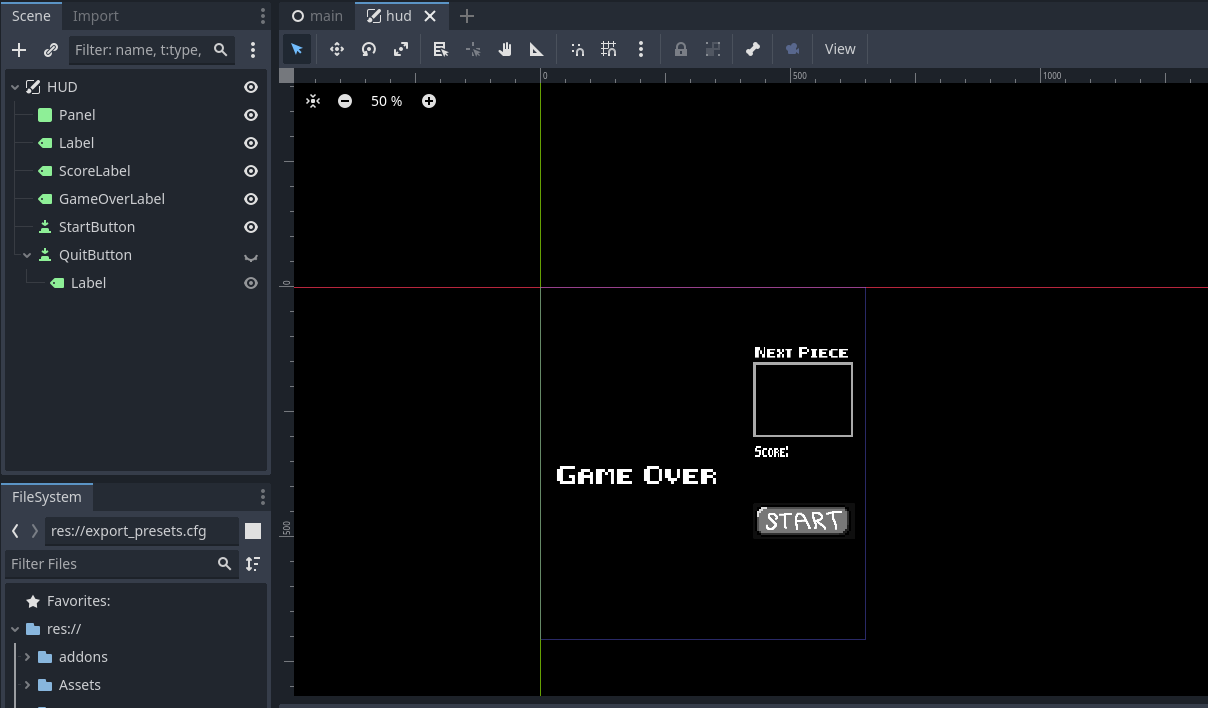 Scene Import
main hud
Filter: name, t:type,
View
HUD
Panel
Label
ScoreLabel
GameOverLabel
StartButton
QuitButton
Label
0 500 1000
50 %
0
500
Next Piece
Score:
Game Over
START
FileSystem
res://export_presets.cfg
Filter Files
Favorites:
res://
addons
Assets